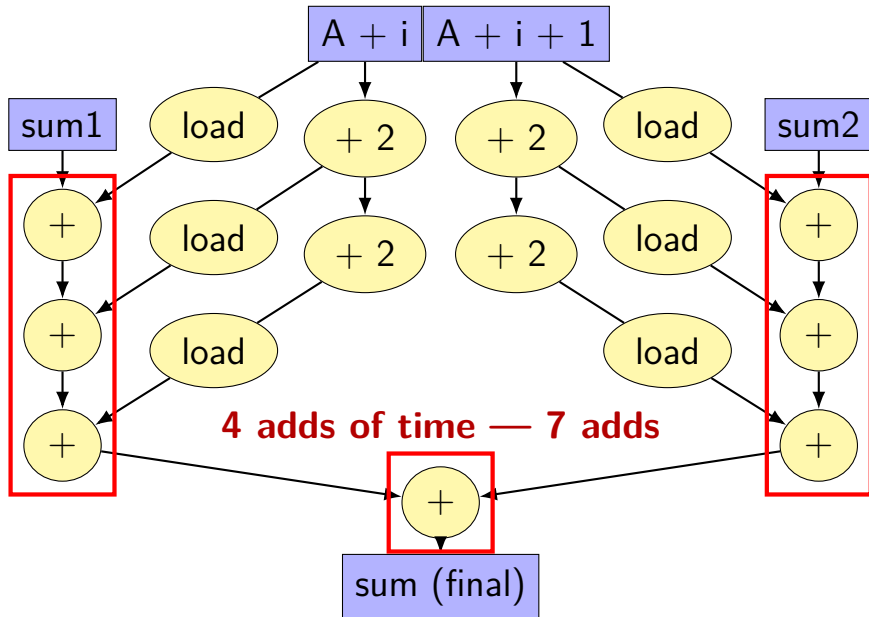 A + i A + i + 1
sum1 load + 2 + 2 load sum2
+ +
load + 2 + 2 load
+ +
load load
+ 4 adds of time — 7 adds +
+
sum (final)